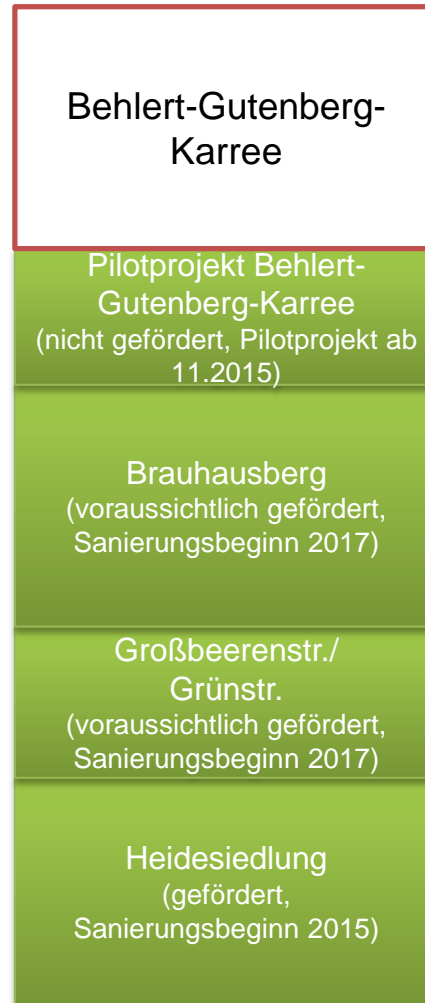 Behlert-Gutenberg-
Karree
Pilotprojekt Behlert-
Gutenberg-Karree
(nicht gefördert, Pilotprojekt ab
11.2015)
Brauhausberg
(voraussichtlich gefördert,
Sanierungsbeginn 2017)
Großbeerenstr./
Grünstr.
(voraussichtlich gefördert,
Sanierungsbeginn 2017)
Heidesiedlung
(gefördert,
Sanierungsbeginn 2015)